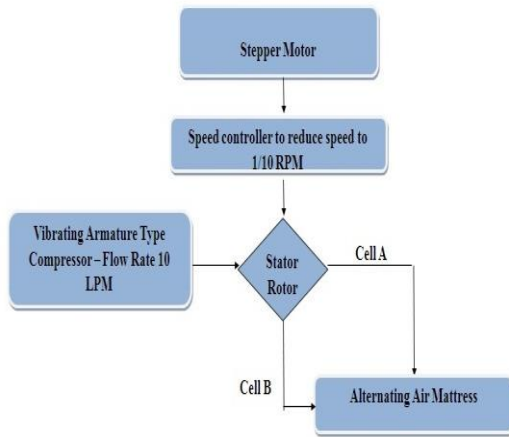 Stepper Motor
Speed controller to reduce speed to
1/10 RPM
Vibrating Armature Type
Compressor – Flow Rate 10
LPM
Stator
Rotor
Cell A
Cell B
Alternating Air Mattress